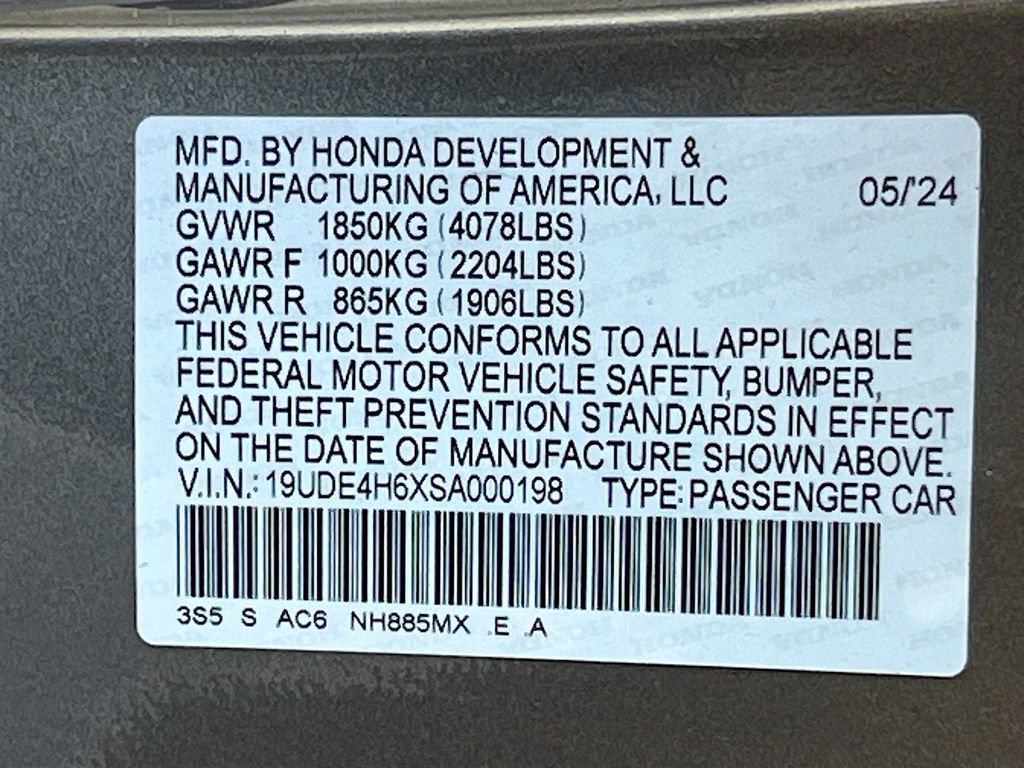 MFD. BY HONDA DEVELOPMENT &
MANUFACTURING OF AMERICA, LLC 05/'24
GVWR 1850KG (4078LBS)
GAWR F 1000KG (2204LBS)
GAWR R 865KG (1906LBS)
THIS VEHICLE CONFORMS TO ALL APPLICABLE
FEDERAL MOTOR VEHICLE SAFETY, BUMPER,
AND THEFT PREVENTION STANDARDS IN EFFECT
ON THE DATE OF MANUFACTURE SHOWN ABOVE.
V.I.N.: 19UDE4H6XSA000198 TYPE: PASSENGER CAR
3S5 S AC6 NH885MX E A